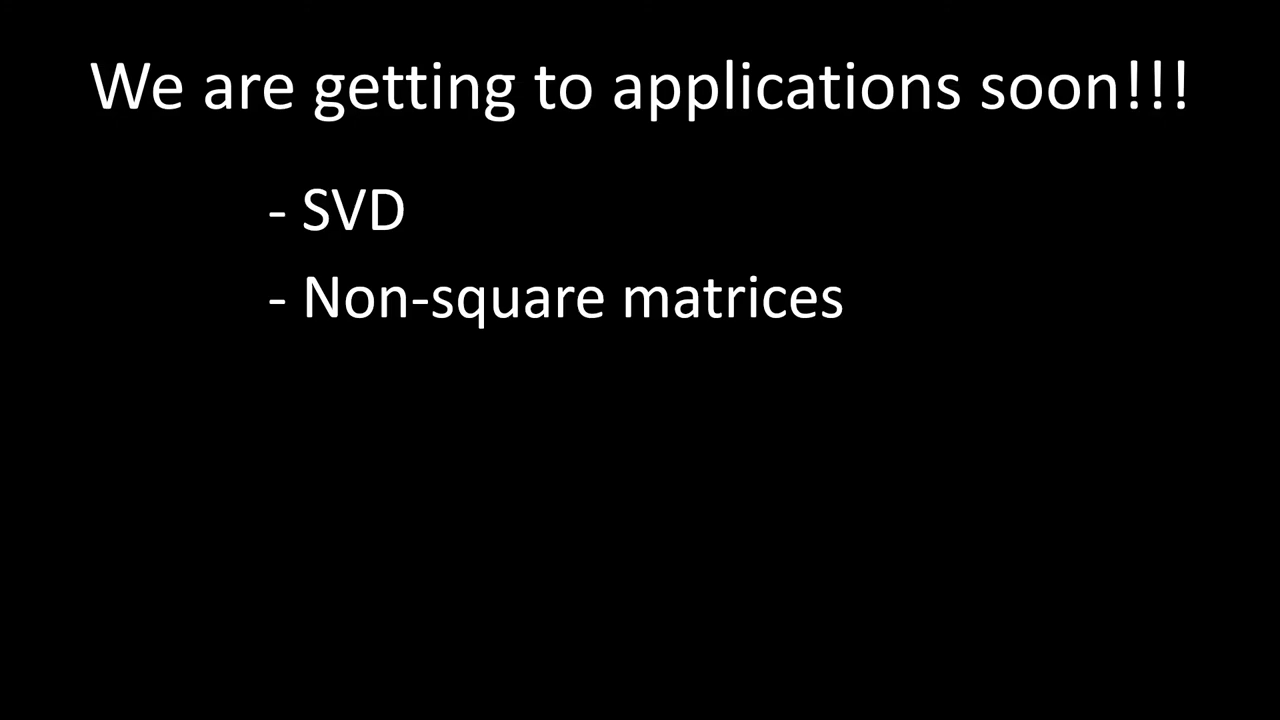 We are getting to applications soon!!!
- SVD
- Non-square matrices